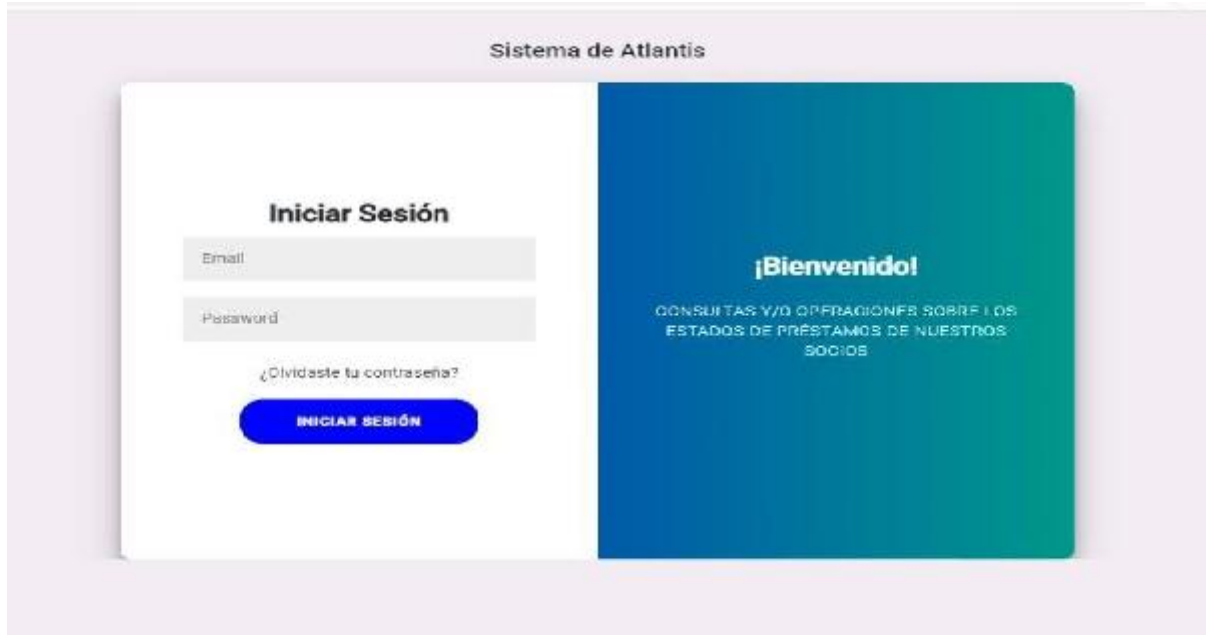 Sistema de Atlantis
Iniciar Sesión
Email
Password
¿Olvidaste tu contraseña?
INICIAR SESIÓN
¡Bienvenido!
CONSULTAS Y/O OPERACIONES SOBRE LOS
ESTADOS DE PRÉSTAMOS DE NUESTROS
SOCIOS